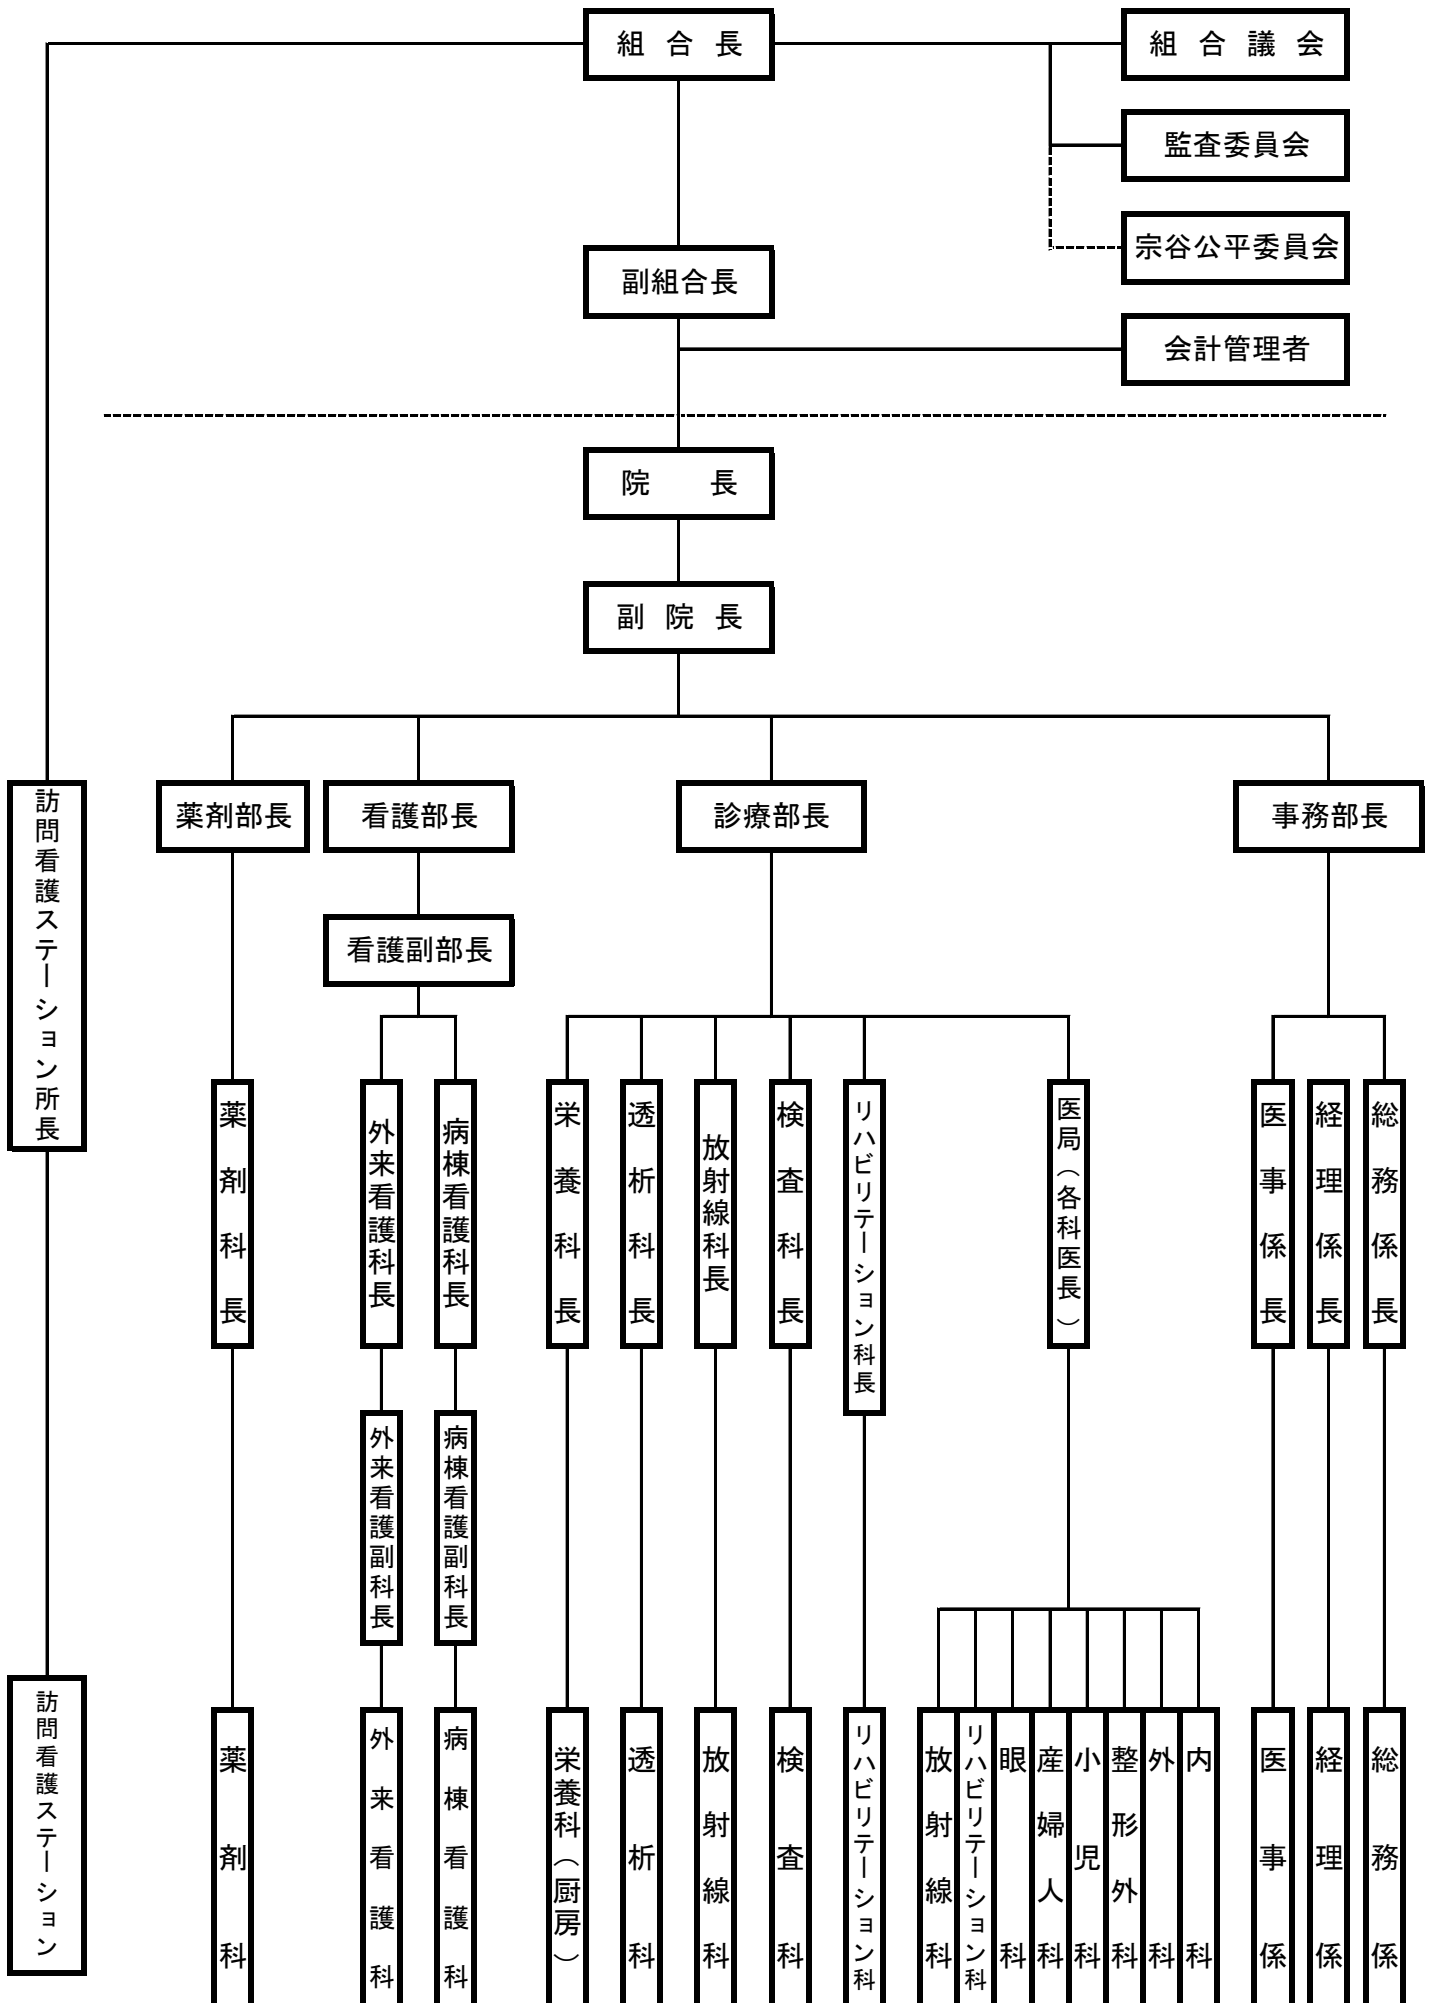 組合長
組合議会
監査委員会
宗谷公平委員会
副組合長
会計管理者
院長
副院長
訪問看護ステーション所長
薬剤部長
看護部長
診療部長
事務部長
看護副部長
薬剤科長
外来看護科長
病棟看護科長
栄養科長
透析科長
放射線科長
検査科長
リハビリテーション科長
医局（各科医長）
医事係長
経理係長
総務係長
外来看護副科長
病棟看護副科長
訪問看護ステーション
薬剤科
外来看護科
病棟看護科
栄養科（厨房）
透析科
放射線科
検査科
リハビリテーション科
放射線科
リハビリテーション科
眼科
産婦人科
小児科
整形外科
外科
内科
医事係
経理係
総務係